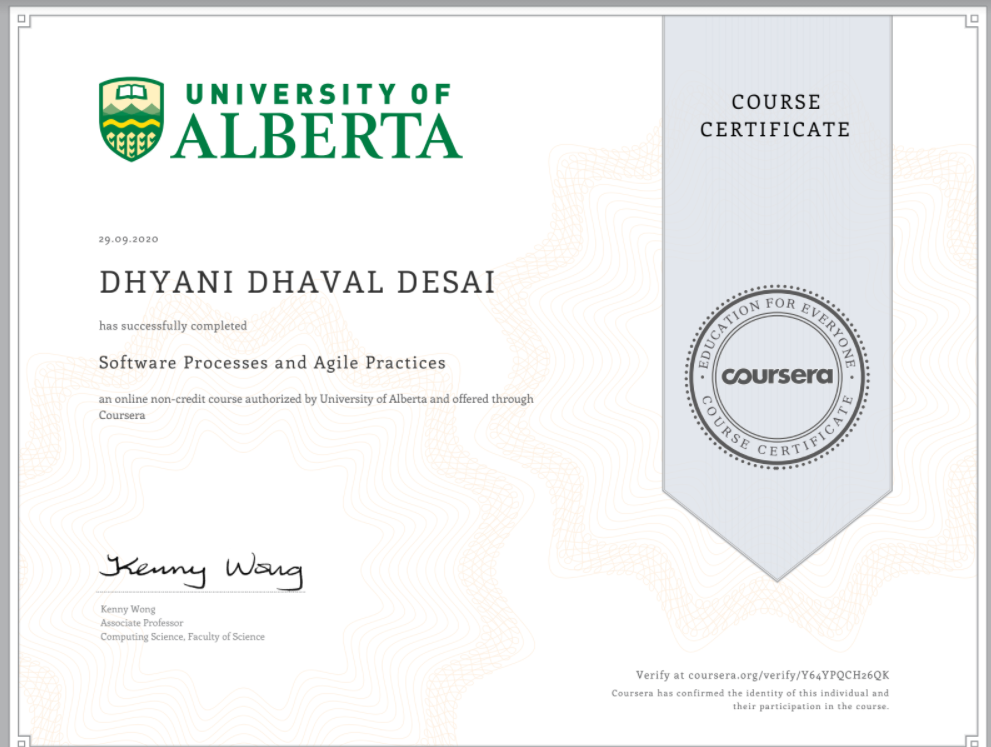 UNIVERSITY OF
ALBERTA
COURSE
CERTIFICATE
29.09.2020
DHYANI DHAVAL DESAI
has successfully completed
Software Processes and Agile Practices
an online non-credit course authorized by University of Alberta and offered through
Coursera
EDUCATION FOR EVERYONE
coursera
COURSE CERTIFICATE
Kenny Wong
Kenny Wong
Associate Professor
Computing Science, Faculty of Science
Verify at coursera.org/verify/Y64YPQCH26QK
Coursera has confirmed the identity of this individual and
their participation in the course.